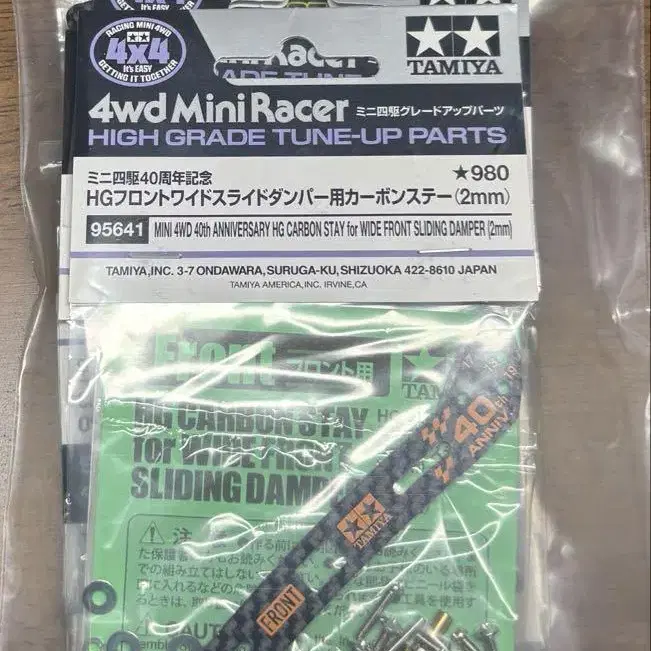 RACING MINI 4WD
4x4
It's EASY
GETTING IT TOGETHER
TAMIYA
4wd Mini Racer ミニ四駆グレードアップパーツ
HIGH GRADE TUNE-UP PARTS
ミニ四駆40周年記念 ★980
HGフロントワイドスライドダンパー用カーボンステー(2mm)
95641 MINI 4WD 40th ANNIVERSARY HG CARBON STAY for WIDE FRONT SLIDING DAMPER (2mm)
TAMIYA,INC. 3-7 ONDAWARA, SURUGA-KU, SHIZUOKA 422-8610 JAPAN
TAMIYA AMERICA,INC. IRVINE,CA
Front フロント用
HG CARBON STAY
for WIDE FRONT
SLIDING DAMPER
40th
ANNIV.
TAMIYA
FRONT
注